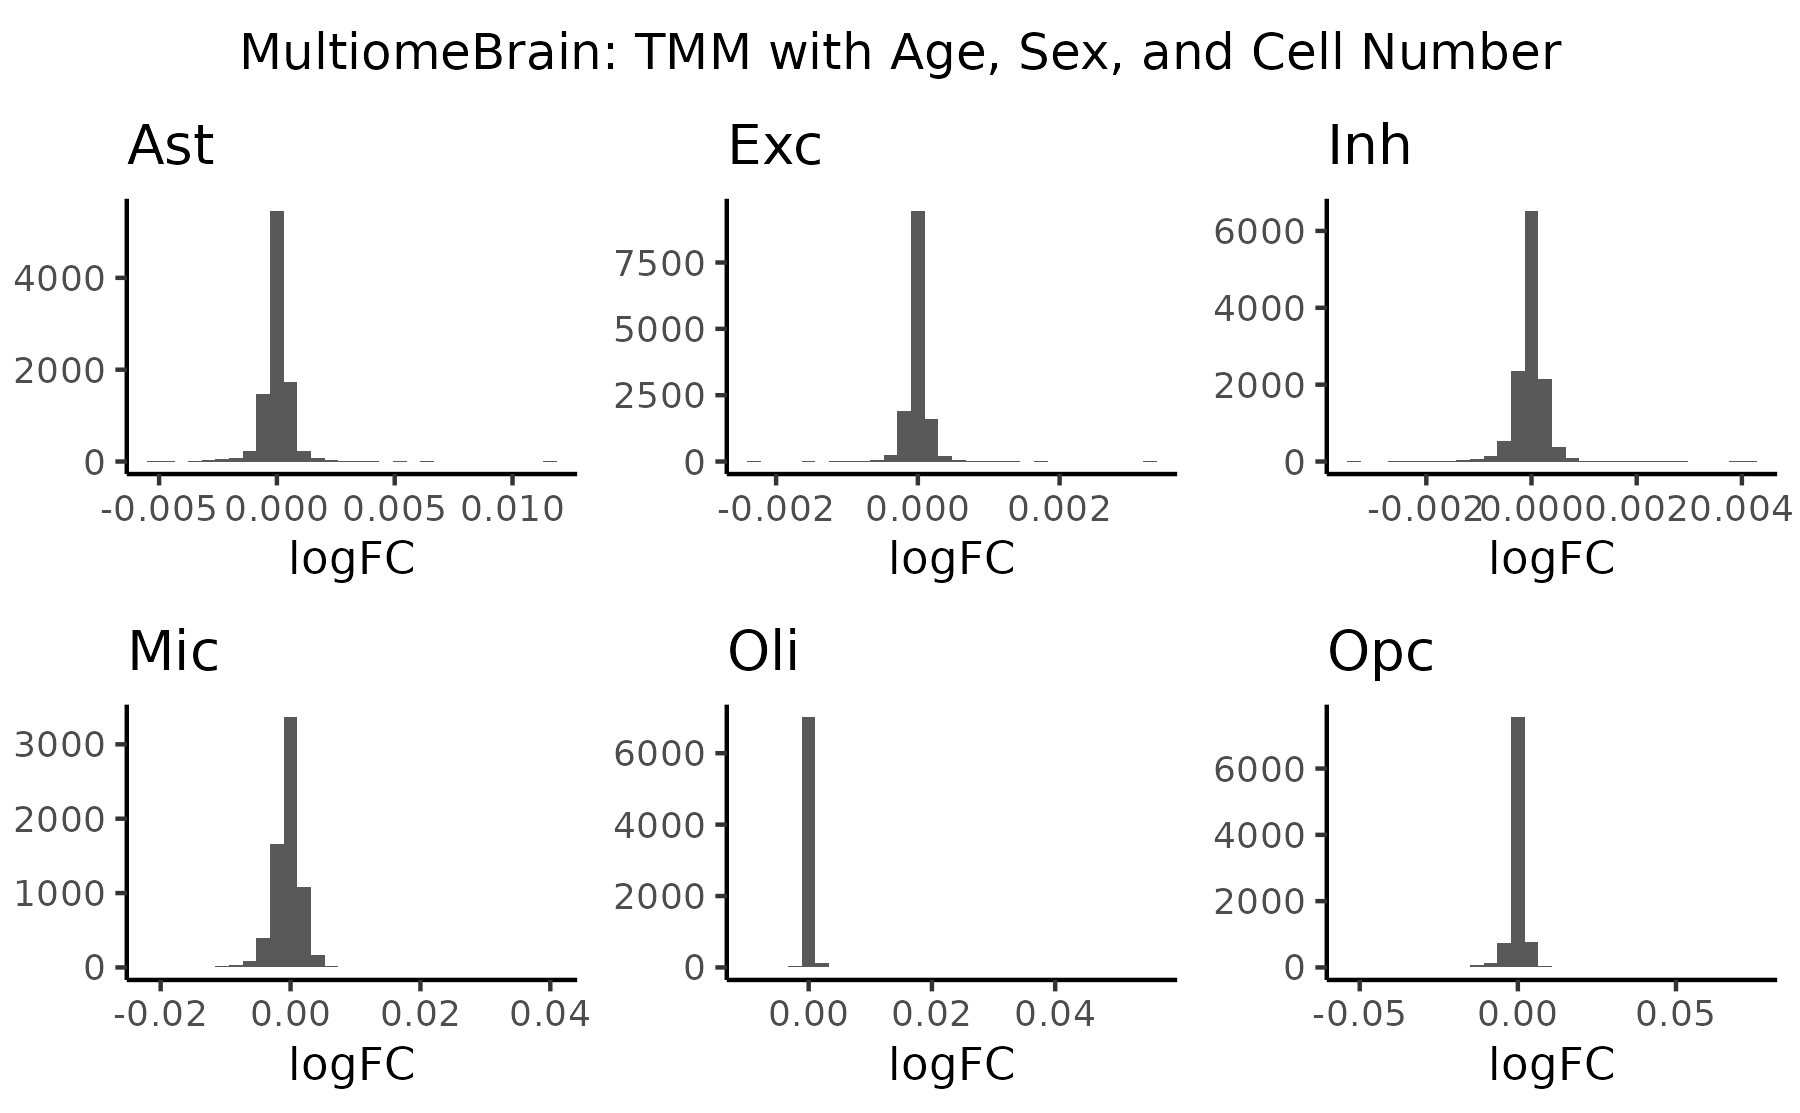 MultiomeBrain: TMM with Age, Sex, and Cell Number
Ast
4000
2000
0
-0.005 0.000 0.005 0.010
logFC
Exc
7500
5000
2500
0
-0.002 0.000 0.002
logFC
Inh
6000
4000
2000
0
-0.002 0.000 0.002 0.004
logFC
Mic
3000
2000
1000
0
-0.02 0.00 0.02 0.04
logFC
Oli
6000
4000
2000
0
0.00 0.02 0.04
logFC
Opc
6000
4000
2000
0
-0.05 0.00 0.05
logFC